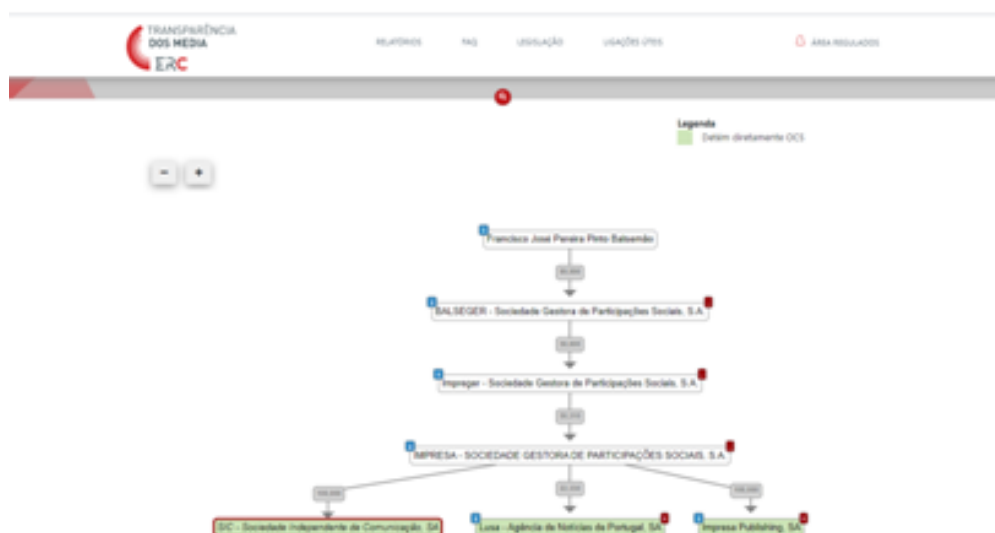 TRANSPARÊNCIA
DOS MEDIA
ERC
RELATÓRIOS
FAQ
LEGISLAÇÃO
LIGAÇÕES ÚTEIS
ÁREA REGULADOS
Legenda
Detém diretamente OCS
- +
Francisco José Pereira Pinto Balsemão
BALSEGER - Sociedade Gestora de Participações Sociais, S.A.
Impreger - Sociedade Gestora de Participações Sociais, S.A.
IMPRESA - SOCIEDADE GESTORA DE PARTICIPAÇÕES SOCIAIS, S.A.
SIC - Sociedade Independente de Comunicação, SA
Lusa - Agência de Notícias de Portugal, SA
Impresa Publishing, SA